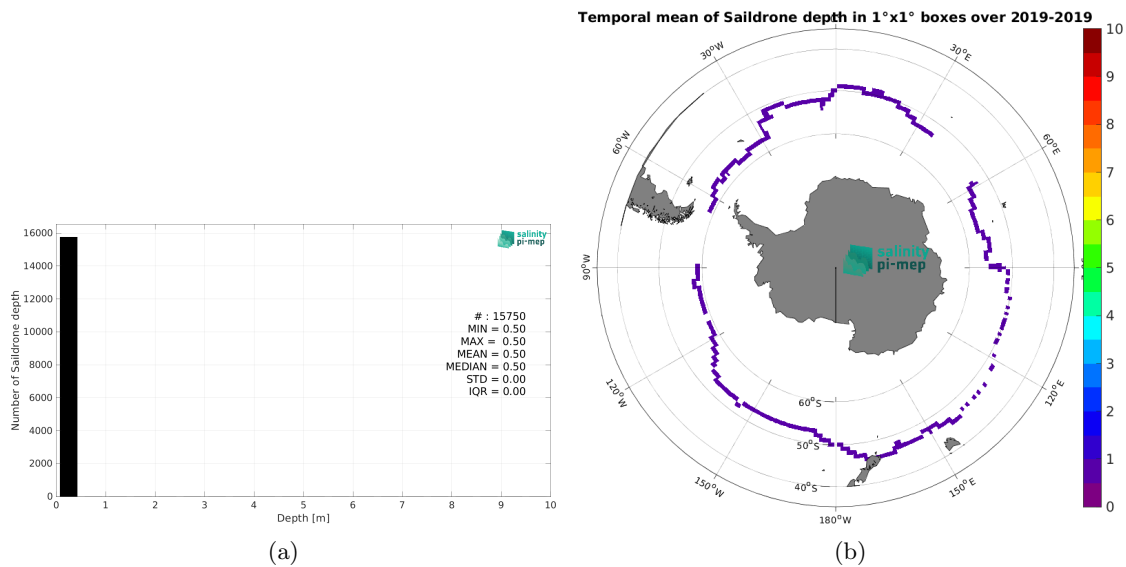 16000
14000
12000
10000
8000
6000
4000
2000
0
Number of Saildrone depth
salinity
pi-mep
# : 15750
MIN = 0.50
MAX = 0.50
MEAN = 0.50
MEDIAN = 0.50
STD = 0.00
IQR = 0.00
0 1 2 3 4 5 6 7 8 9 10
Depth [m]
(a)
Temporal mean of Saildrone depth in 1°x1° boxes over 2019-2019
30°W
30°E
60°W
60°E
90°W
salinity
pi-mep
120°W
120°E
60°S
50°S
40°S
150°W
150°E
180°W
10
9
8
7
6
5
4
3
2
1
0
(b)